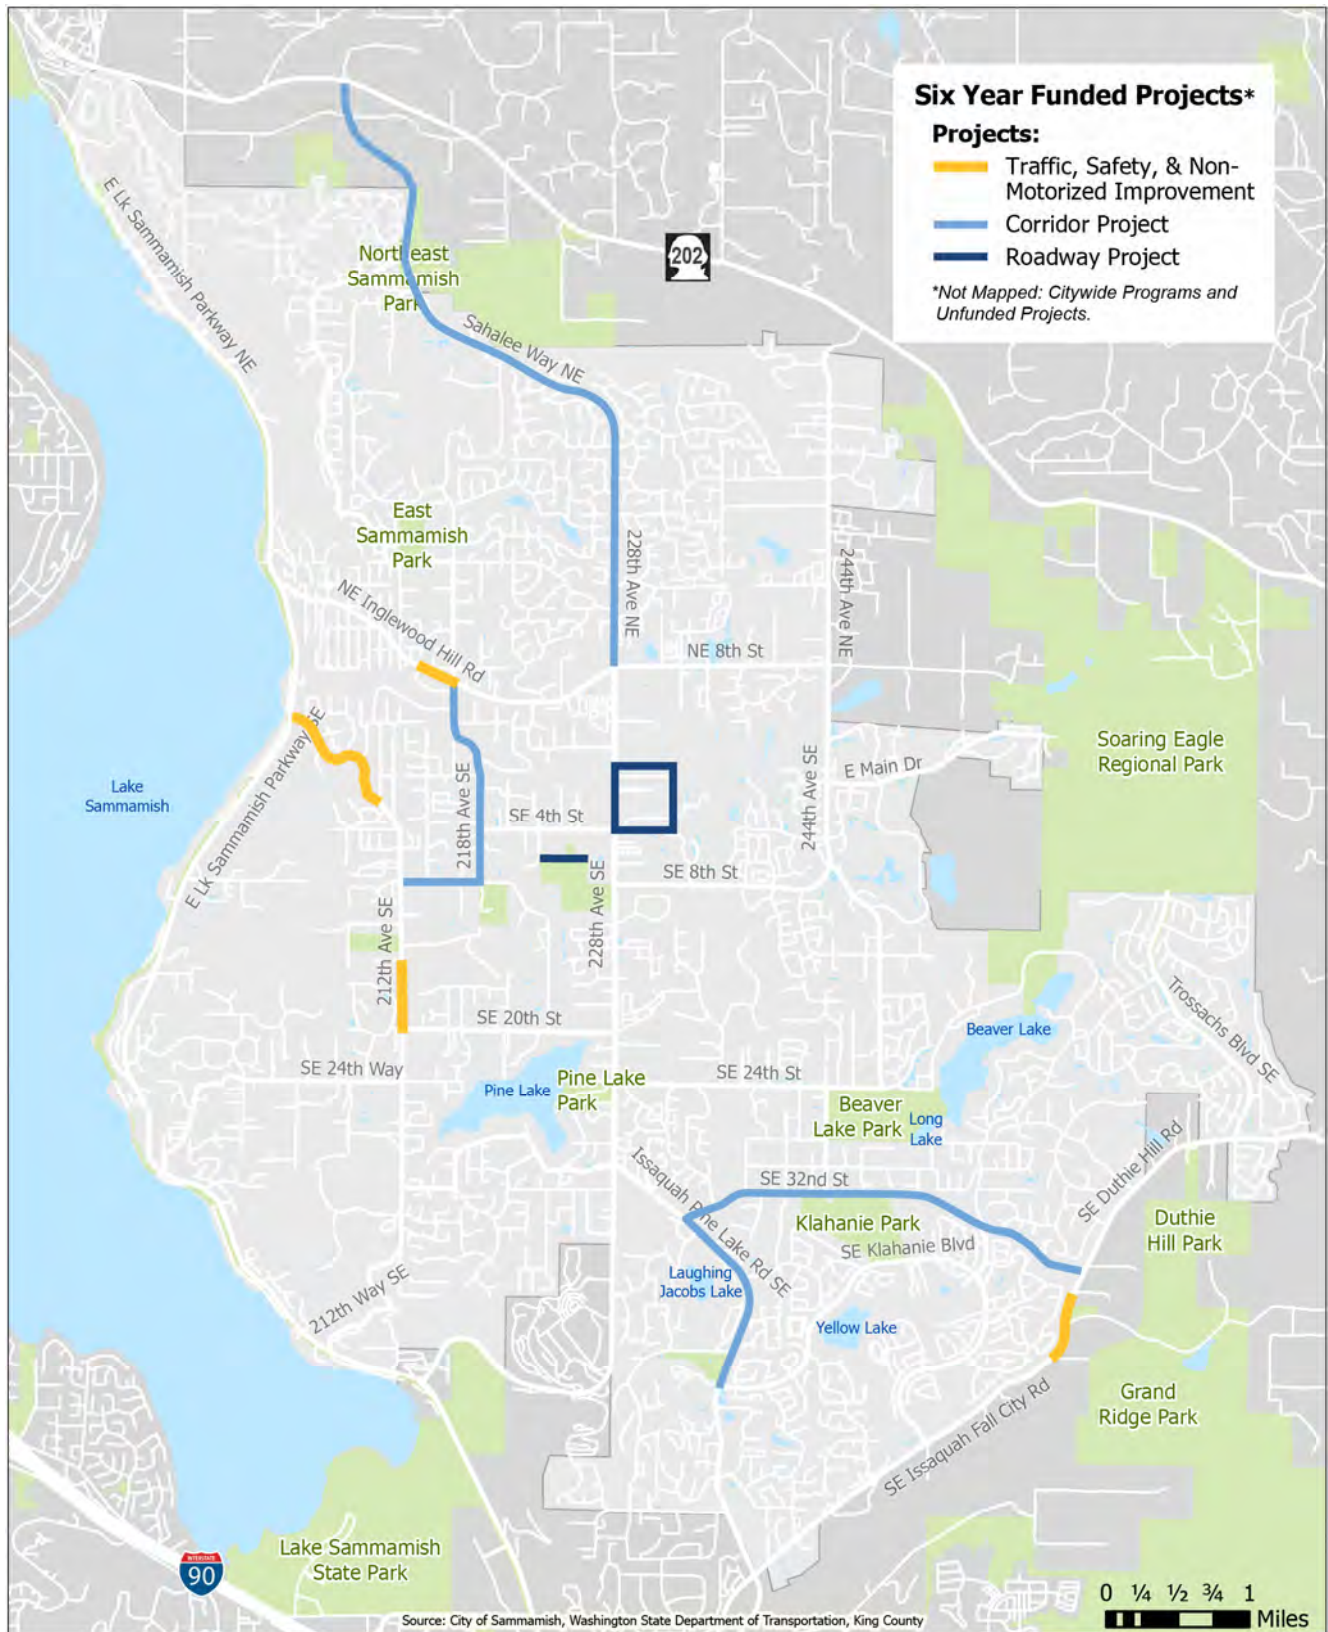 Six Year Funded Projects*
Projects:
Traffic, Safety, & Non-
Motorized Improvement
Corridor Project
Roadway Project
*Not Mapped: Citywide Programs and
Unfunded Projects.
E Lk Sammamish Parkway NE
Northeast
Sammamish
Park
202
Sahalee Way NE
East
Sammamish
Park
228th Ave NE
244th Ave NE
NE Inglewood Hill Rd
NE 8th St
E Lk Sammamish Parkway SE
Soaring Eagle
Regional Park
Lake
Sammamish
E Main Dr
218th Ave SE
SE 4th St
244th Ave SE
SE 8th St
228th Ave SE
212th Ave SE
SE 20th St
Beaver Lake
Trossachs Blvd SE
SE 24th Way
Pine Lake
Pine Lake
Park
SE 24th St
Beaver
Lake Park
Long
Lake
SE Duthie Hill Rd
Issaquah Pine Lake Rd SE
SE 32nd St
Klahanie Park
SE Klahanie Blvd
Duthie
Hill Park
Laughing
Jacobs Lake
Yellow Lake
212th Way SE
Grand
Ridge Park
SE Issaquah Fall City Rd
Lake Sammamish
State Park
INTERSTATE
90
0 ¼ ½ ¾ 1
Miles
Source: City of Sammamish, Washington State Department of Transportation, King County